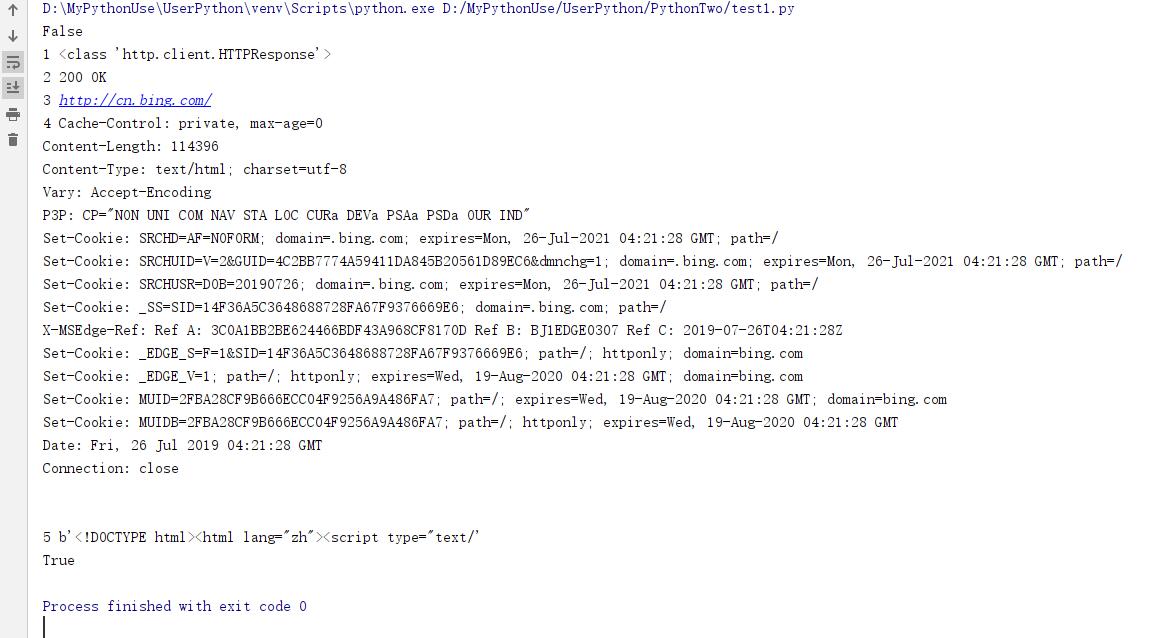 D:\MyPythonUse\UserPython\venv\Scripts\python.exe D:/MyPythonUse/UserPython/PythonTwo/test1.py
False
1 <class 'http.client.HTTPResponse'>
2 200 OK
3 http://cn.bing.com/
4 Cache-Control: private, max-age=0
Content-Length: 114396
Content-Type: text/html; charset=utf-8
Vary: Accept-Encoding
P3P: CP="NON UNI COM NAV STA LOC CURa DEVa PSAa PSDa OUR IND"
Set-Cookie: SRCHD=AF=NOFORM; domain=.bing.com; expires=Mon, 26-Jul-2021 04:21:28 GMT; path=/
Set-Cookie: SRCHUID=V=2&GUID=4C2BB7774A59411DA845B20561D89EC6&dmnchg=1; domain=.bing.com; expires=Mon, 26-Jul-2021 04:21:28 GMT; path=/
Set-Cookie: SRCHUSR=DOB=20190726; domain=.bing.com; expires=Mon, 26-Jul-2021 04:21:28 GMT; path=/
Set-Cookie: _SS=SID=14F36A5C3648688728FA67F9376669E6; domain=.bing.com; path=/
X-MSEdge-Ref: Ref A: 3C0A1BB2BE624466BDF43A968CF8170D Ref B: BJ1EDGE0307 Ref C: 2019-07-26T04:21:28Z
Set-Cookie: _EDGE_S=F=1&SID=14F36A5C3648688728FA67F9376669E6; path=/; httponly; domain=bing.com
Set-Cookie: _EDGE_V=1; path=/; httponly; expires=Wed, 19-Aug-2020 04:21:28 GMT; domain=bing.com
Set-Cookie: MUID=2FBA28CF9B666ECC04F9256A9A486FA7; path=/; expires=Wed, 19-Aug-2020 04:21:28 GMT; domain=bing.com
Set-Cookie: MUIDB=2FBA28CF9B666ECC04F9256A9A486FA7; path=/; httponly; expires=Wed, 19-Aug-2020 04:21:28 GMT
Date: Fri, 26 Jul 2019 04:21:28 GMT
Connection: close
5 b'<!DOCTYPE html><html lang="zh"><script type="text/'
True
Process finished with exit code 0